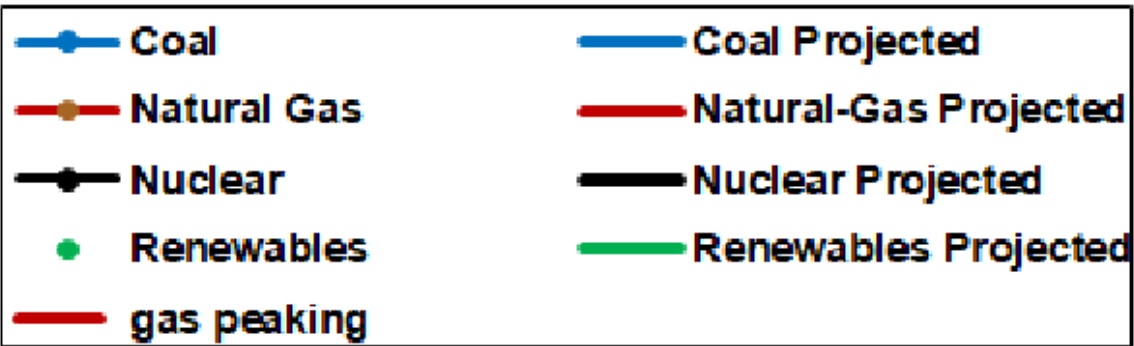 Coal Coal Projected
Natural Gas Natural-Gas Projected
Nuclear Nuclear Projected
Renewables Renewables Projected
gas peaking